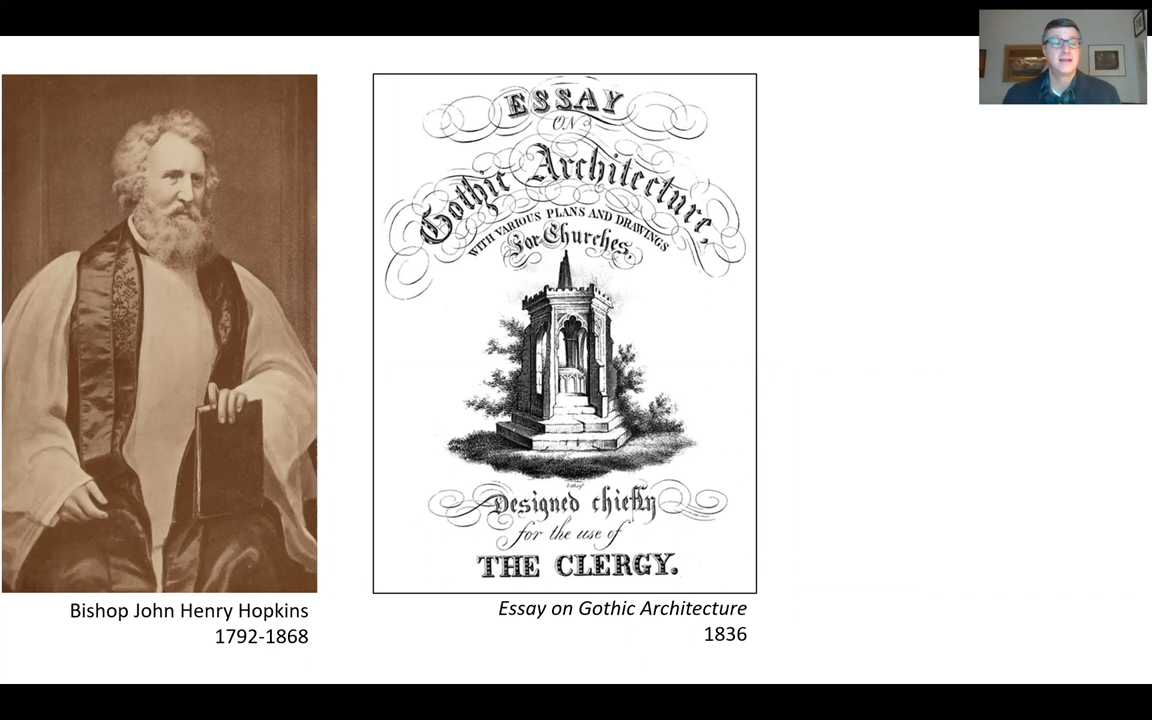 ESSAY
ON
Gothic Architecture,
WITH VARIOUS PLANS AND DRAWINGS
For Churches,
Designed chiefly
for the use of
THE CLERGY.
Bishop John Henry Hopkins
1792-1868
Essay on Gothic Architecture
1836